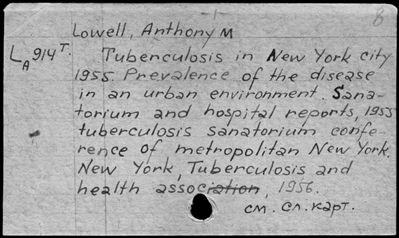 -1-
Lowell, Anthony M
LA 914 T. Tuberculosis in New York city
1955. Prevalence of the disease
in an urban environment. Sana-
torium and hospital reports, 1955
tuberculosis sanatorium confe-
rence of metropolitan New York.
New York, Tuberculosis and
health association, 1956.
см. сл. карт.